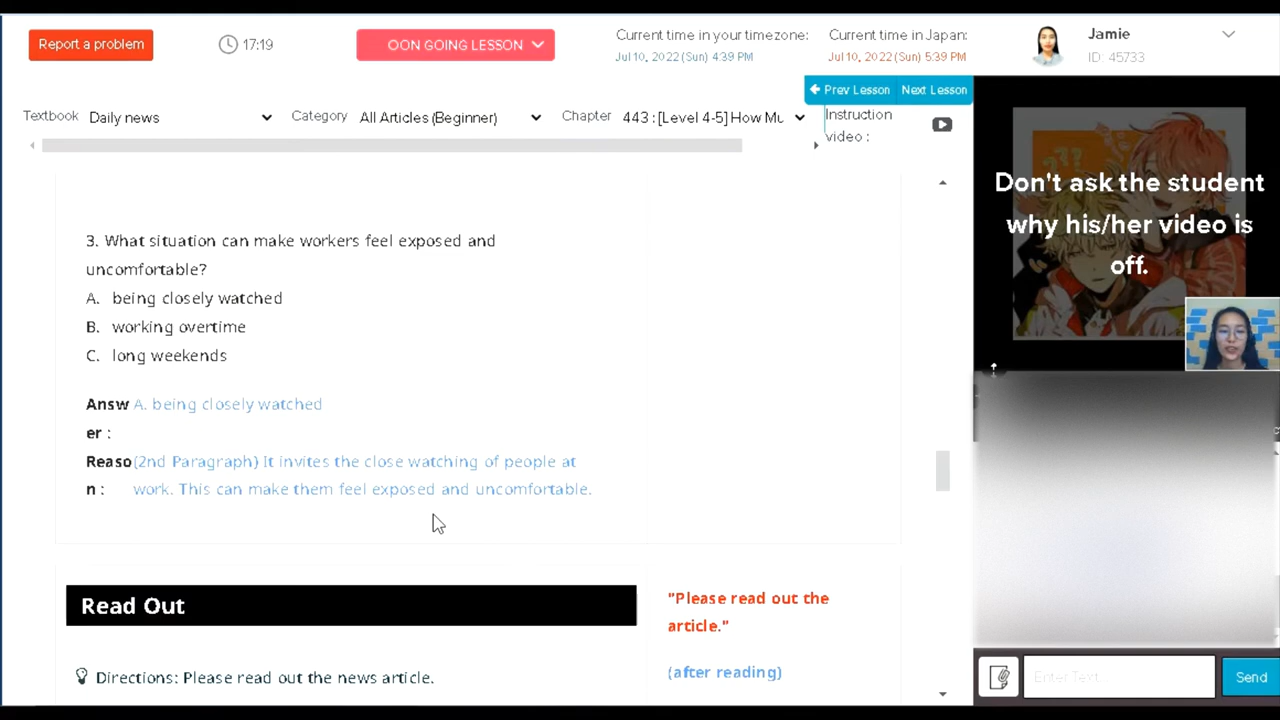 Report a problem
17:19
OON GOING LESSON
Current time in your timezone:
Jul 10, 2022 (Sun) 4:39 PM
Current time in Japan:
Jul 10, 2022 (Sun) 5:39 PM
Jamie
ID: 45733
Prev Lesson Next Lesson
Textbook Daily news
Category All Articles (Beginner)
Chapter 443 : [Level 4-5] How Mu
Instruction
video :
Don't ask the student
why his/her video is
off.
3. What situation can make workers feel exposed and
uncomfortable?
A. being closely watched
B. working overtime
C. long weekends
Answ A. being closely watched
er :
Reaso (2nd Paragraph) It invites the close watching of people at
n : work. This can make them feel exposed and uncomfortable.
Read Out
"Please read out the
article."
(after reading)
Directions: Please read out the news article.
Enter Text...
Send